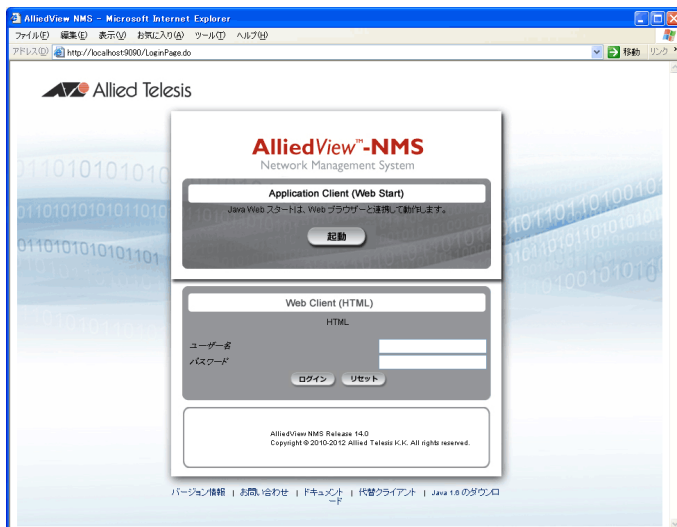 AlliedView NMS - Microsoft Internet Explorer
ファイル(F) 編集(E) 表示(V) お気に入り(A) ツール(T) ヘルプ(H)
アドレス(D) http://localhost:9090/LoginPage.do 移動 リンク
Allied Telesis
AlliedView™-NMS
Network Management System
Application Client (Web Start)
Java Web スタートは、Web ブラウザーと連携して動作します。
起動
Web Client (HTML)
HTML
ユーザー名
パスワード
ログイン リセット
AlliedView NMS Release 14.0
Copyright © 2010-2012 Allied Telesis K.K. All rights reserved.
バージョン情報 | お問い合わせ | ドキュメント | 代替クライアント | Java 1.6 のダウンロ
ード